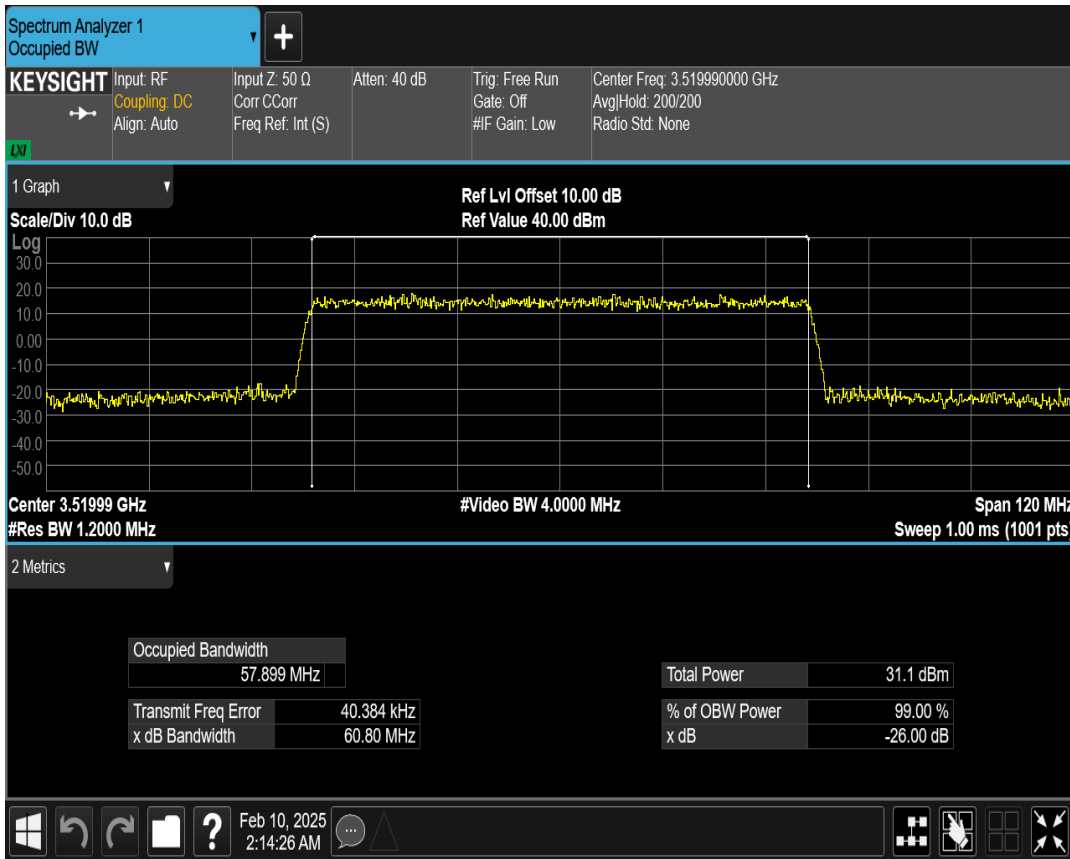 Spectrum Analyzer 1
Occupied BW
+
KEYSIGHT
LXI
Input: RF
Coupling: DC
Align: Auto
Input Z: 50 Ω
Corr CCorr
Freq Ref: Int (S)
Atten: 40 dB
Trig: Free Run
Gate: Off
#IF Gain: Low
Center Freq: 3.519990000 GHz
Avg|Hold: 200/200
Radio Std: None
1 Graph
Scale/Div 10.0 dB
Ref Lvl Offset 10.00 dB
Ref Value 40.00 dBm
Log
30.0
20.0
10.0
0.00
-10.0
-20.0
-30.0
-40.0
-50.0
Center 3.51999 GHz
#Video BW 4.0000 MHz
Span 120 MHz
#Res BW 1.2000 MHz
Sweep 1.00 ms (1001 pts)
2 Metrics
Occupied Bandwidth
57.899 MHz
Total Power 31.1 dBm
Transmit Freq Error 40.384 kHz
% of OBW Power 99.00 %
x dB Bandwidth 60.80 MHz
x dB -26.00 dB
?
Feb 10, 2025
2:14:26 AM